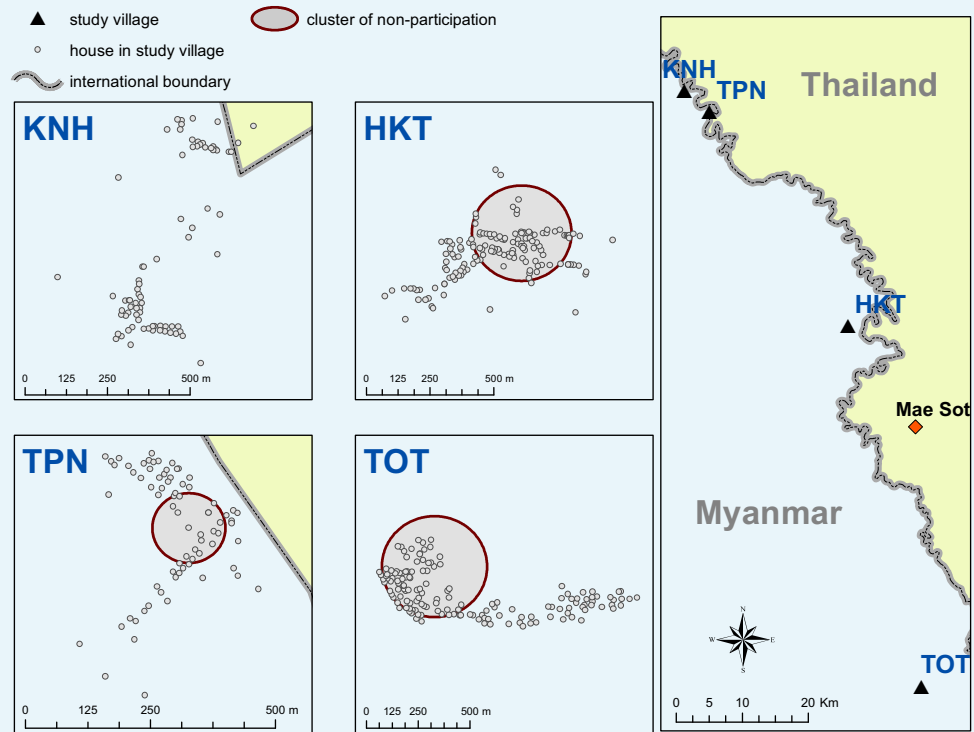 study village
cluster of non-participation
house in study village
international boundary
KNH
0 125 250 500 m
HKT
0 125 250 500 m
TPN
0 125 250 500 m
TOT
0 125 250 500 m
KNH
TPN
Thailand
HKT
Mae Sot
Myanmar
N
W E
S
TOT
0 5 10 20 Km